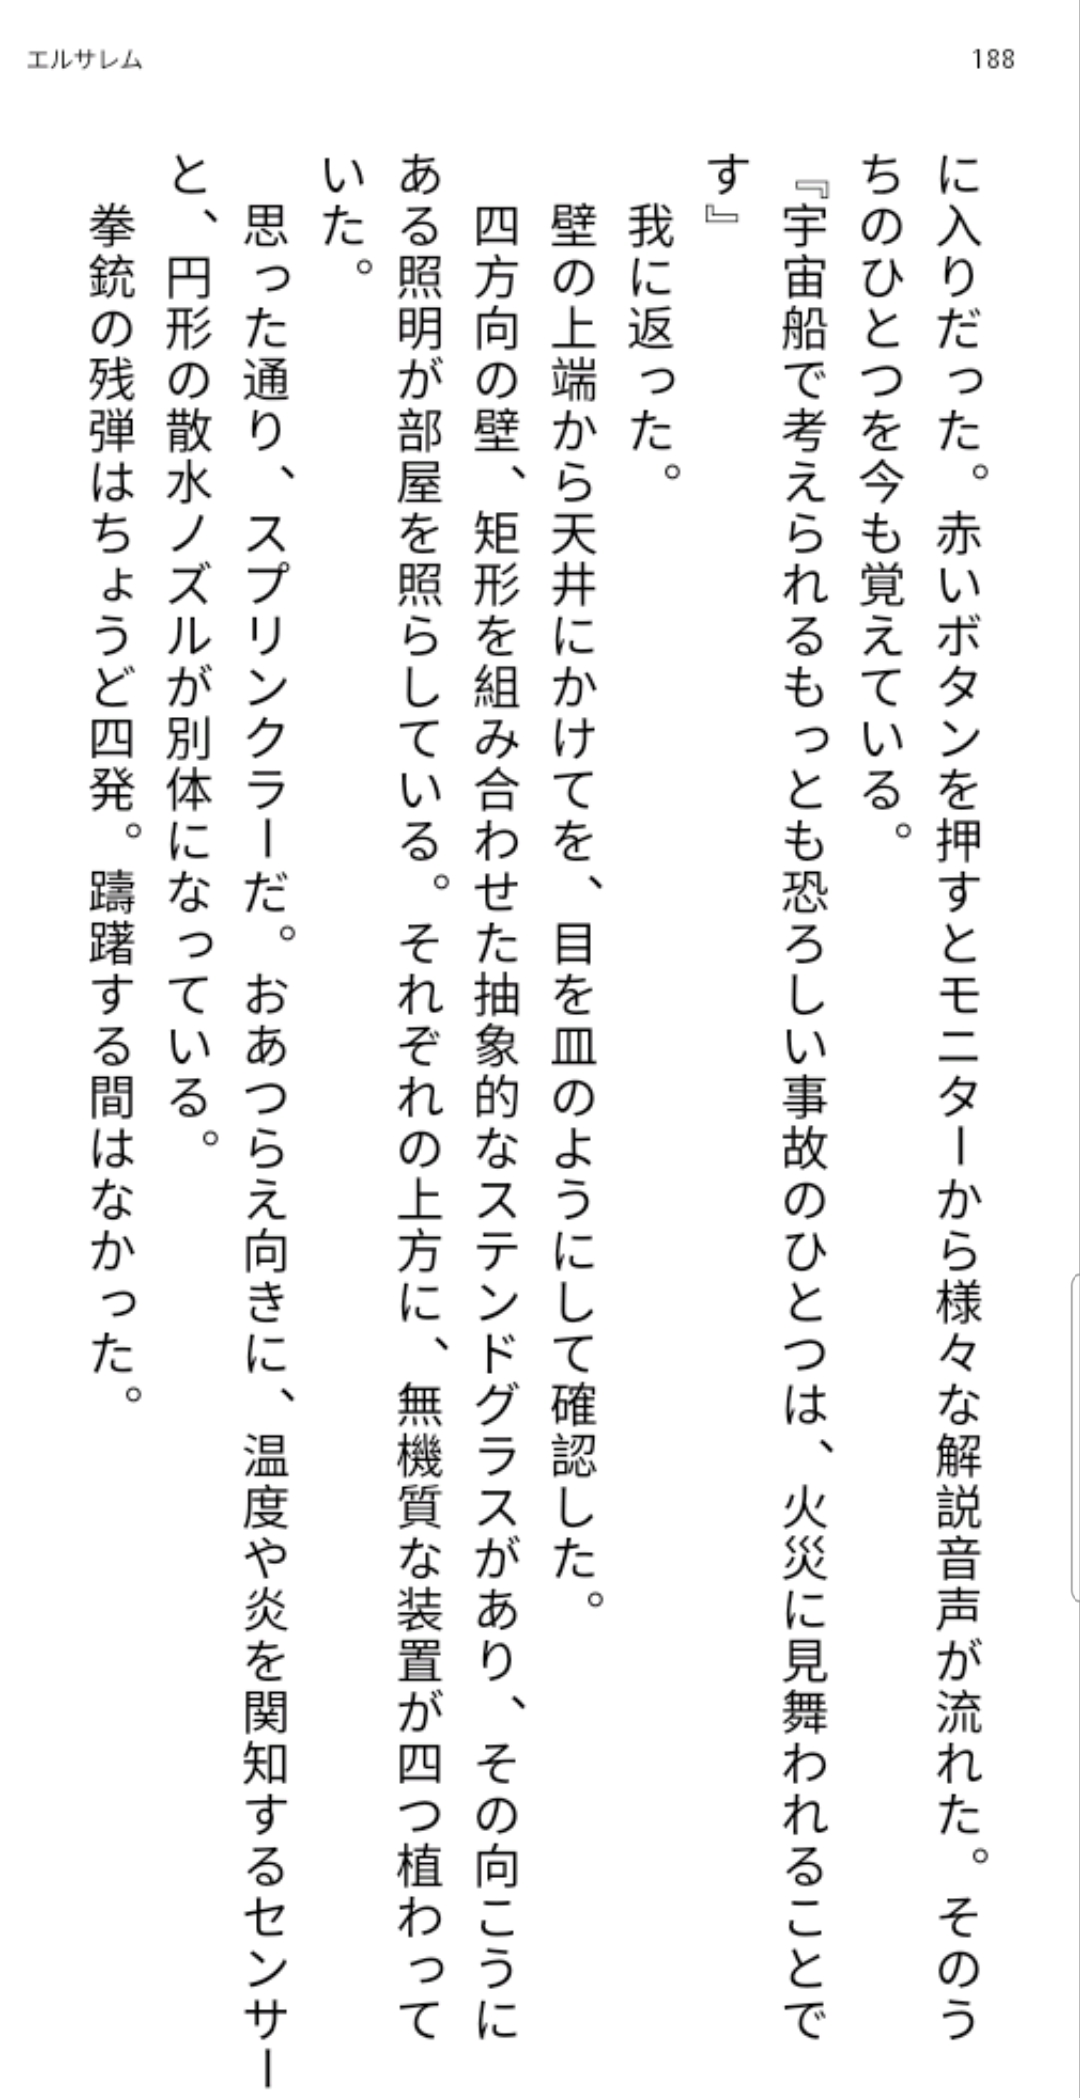 エルサレム
188
に入りだった。赤いボタンを押すとモニターから様々な解説音声が流れた。そのう
ちのひとつを今も覚えている。
『宇宙船で考えられるもっとも恐ろしい事故のひとつは、火災に見舞われることで
す』
我に返った。
壁の上端から天井にかけてを、目を皿のようにして確認した。
四方向の壁、矩形を組み合わせた抽象的なステンドグラスがあり、その向こうに
ある照明が部屋を照らしている。それぞれの上方に、無機質な装置が四つ植わって
いた。
思った通り、スプリンクラーだ。おあつらえ向きに、温度や炎を関知するセンサー
と、円形の散水ノズルが別体になっている。
拳銃の残弾はちょうど四発。躊躇する間はなかった。